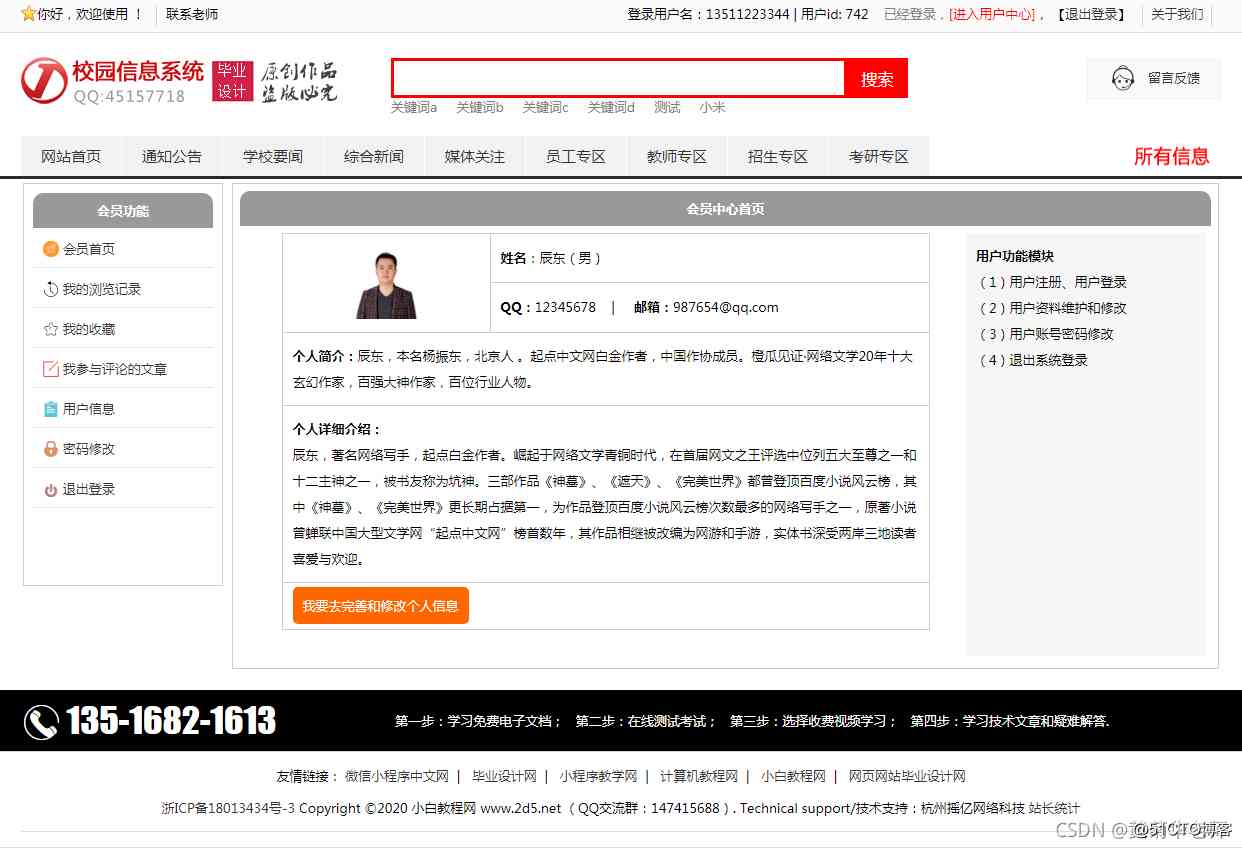 你好，欢迎使用 ！ 联系老师 登录用户名：13511223344 | 用户id: 742 已经登录，[进入用户中心]，【退出登录】 关于我们
校园信息系统 毕业设计 原创作品 盗版必究
QQ:45157718
搜索
留言反馈
关键词a 关键词b 关键词c 关键词d 测试 小米
网站首页 通知公告 学校要闻 综合新闻 媒体关注 员工专区 教师专区 招生专区 考研专区 所有信息
会员功能
会员首页
我的浏览记录
我的收藏
我参与评论的文章
用户信息
密码修改
退出登录
会员中心首页
姓名：辰东（ 男 ）
QQ：12345678 | 邮箱：987654@qq.com
个人简介：辰东，本名杨振东，北京人 。起点中文网白金作者，中国作协成员。橙瓜见证·网络文学20年十大
玄幻作家，百强大神作家，百位行业人物。
个人详细介绍：
辰东，著名网络写手，起点白金作者。崛起于网络文学青铜时代，在首届网文之王评选中位列五大至尊之一和
十二主神之一，被书友称为坑神。三部作品《神墓》、《遮天》、《完美世界》都曾登顶百度小说风云榜，其
中《神墓》、《完美世界》更长期占据第一，为作品登顶百度小说风云榜次数最多的网络写手之一，原著小说
曾蝉联中国大型文学网“起点中文网”榜首数年，其作品相继被改编为网游和手游，实体书深受两岸三地读者
喜爱与欢迎。
我要去完善和修改个人信息
用户功能模块
（1）用户注册、用户登录
（2）用户资料维护和修改
（3）用户账号密码修改
（4）退出系统登录
135-1682-1613
第一步：学习免费电子文档； 第二步：在线测试考试； 第三步：选择收费视频学习； 第四步：学习技术文章和疑难解答.
友情链接： 微信小程序中文网 | 毕业设计网 | 小程序教学网 | 计算机教程网 | 小白教程网 | 网页网站毕业设计网
浙ICP备18013434号-3 Copyright ©2020 小白教程网 www.2d5.net （ QQ交流群：147415688 ）. Technical support/技术支持：杭州摇亿网络科技 站长统计
CSDN @
@51CTO博客